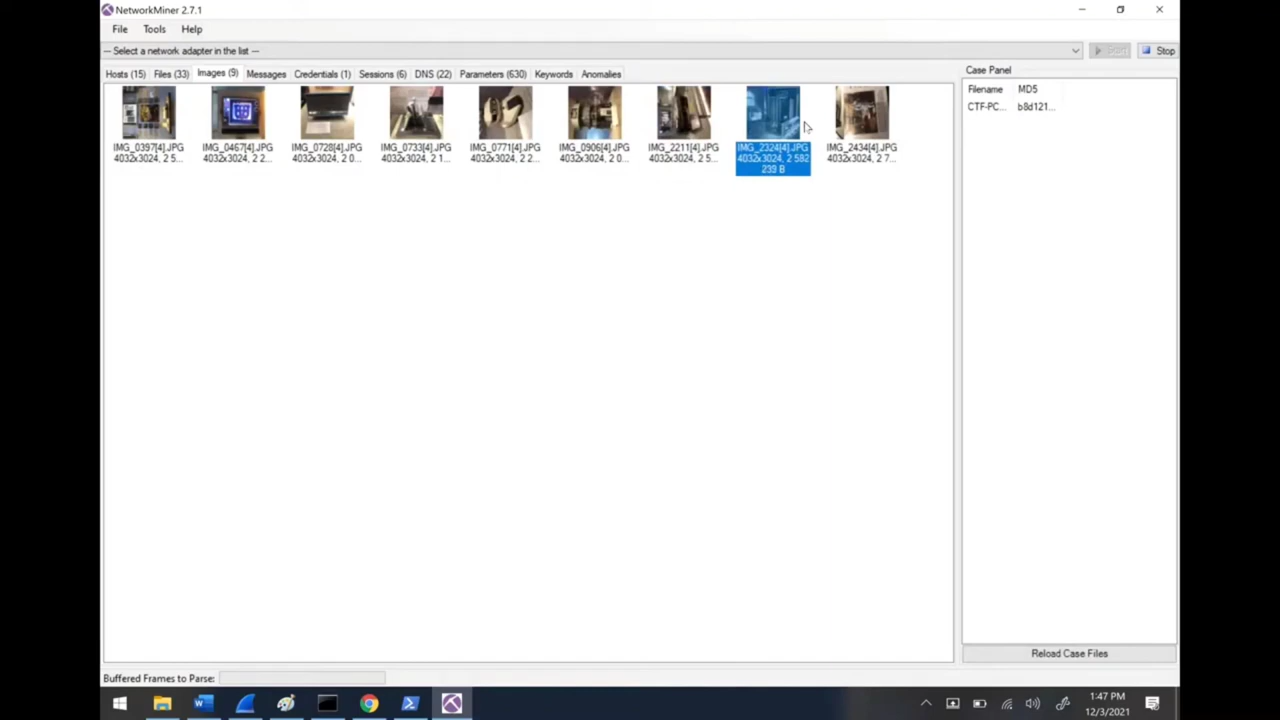 NetworkMiner 2.7.1
File Tools Help
--- Select a network adapter in the list ---
Start Stop
Hosts (15) Files (33) Images (9) Messages Credentials (1) Sessions (6) DNS (22) Parameters (630) Keywords Anomalies
IMG_0397[4].JPG
4032x3024, 2 5...
IMG_0467[4].JPG
4032x3024, 2 2...
IMG_0728[4].JPG
4032x3024, 2 0...
IMG_0733[4].JPG
4032x3024, 2 1...
IMG_0771[4].JPG
4032x3024, 2 2...
IMG_0906[4].JPG
4032x3024, 2 0...
IMG_2211[4].JPG
4032x3024, 2 5...
IMG_2324[4].JPG
4032x3024, 2 592
233 B
IMG_2434[4].JPG
4032x3024, 2 7...
Case Panel
Filename MD5
CTF-PC... b8d121...
Reload Case Files
Buffered Frames to Parse:
1:47 PM
12/3/2021